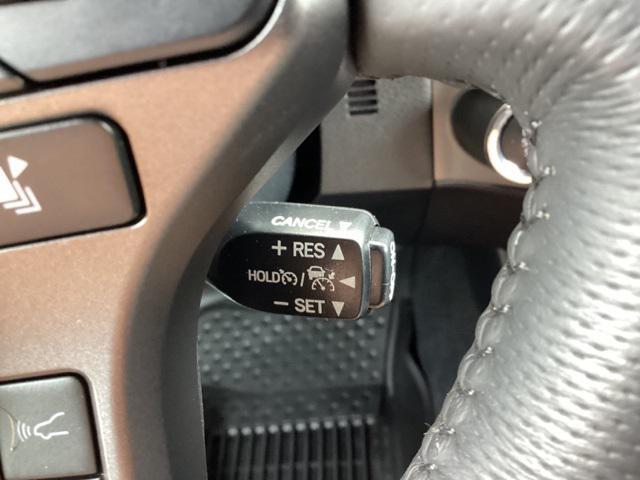 CANCEL ▽
+ RES ▲
HOLD / ◀
− SET ▼